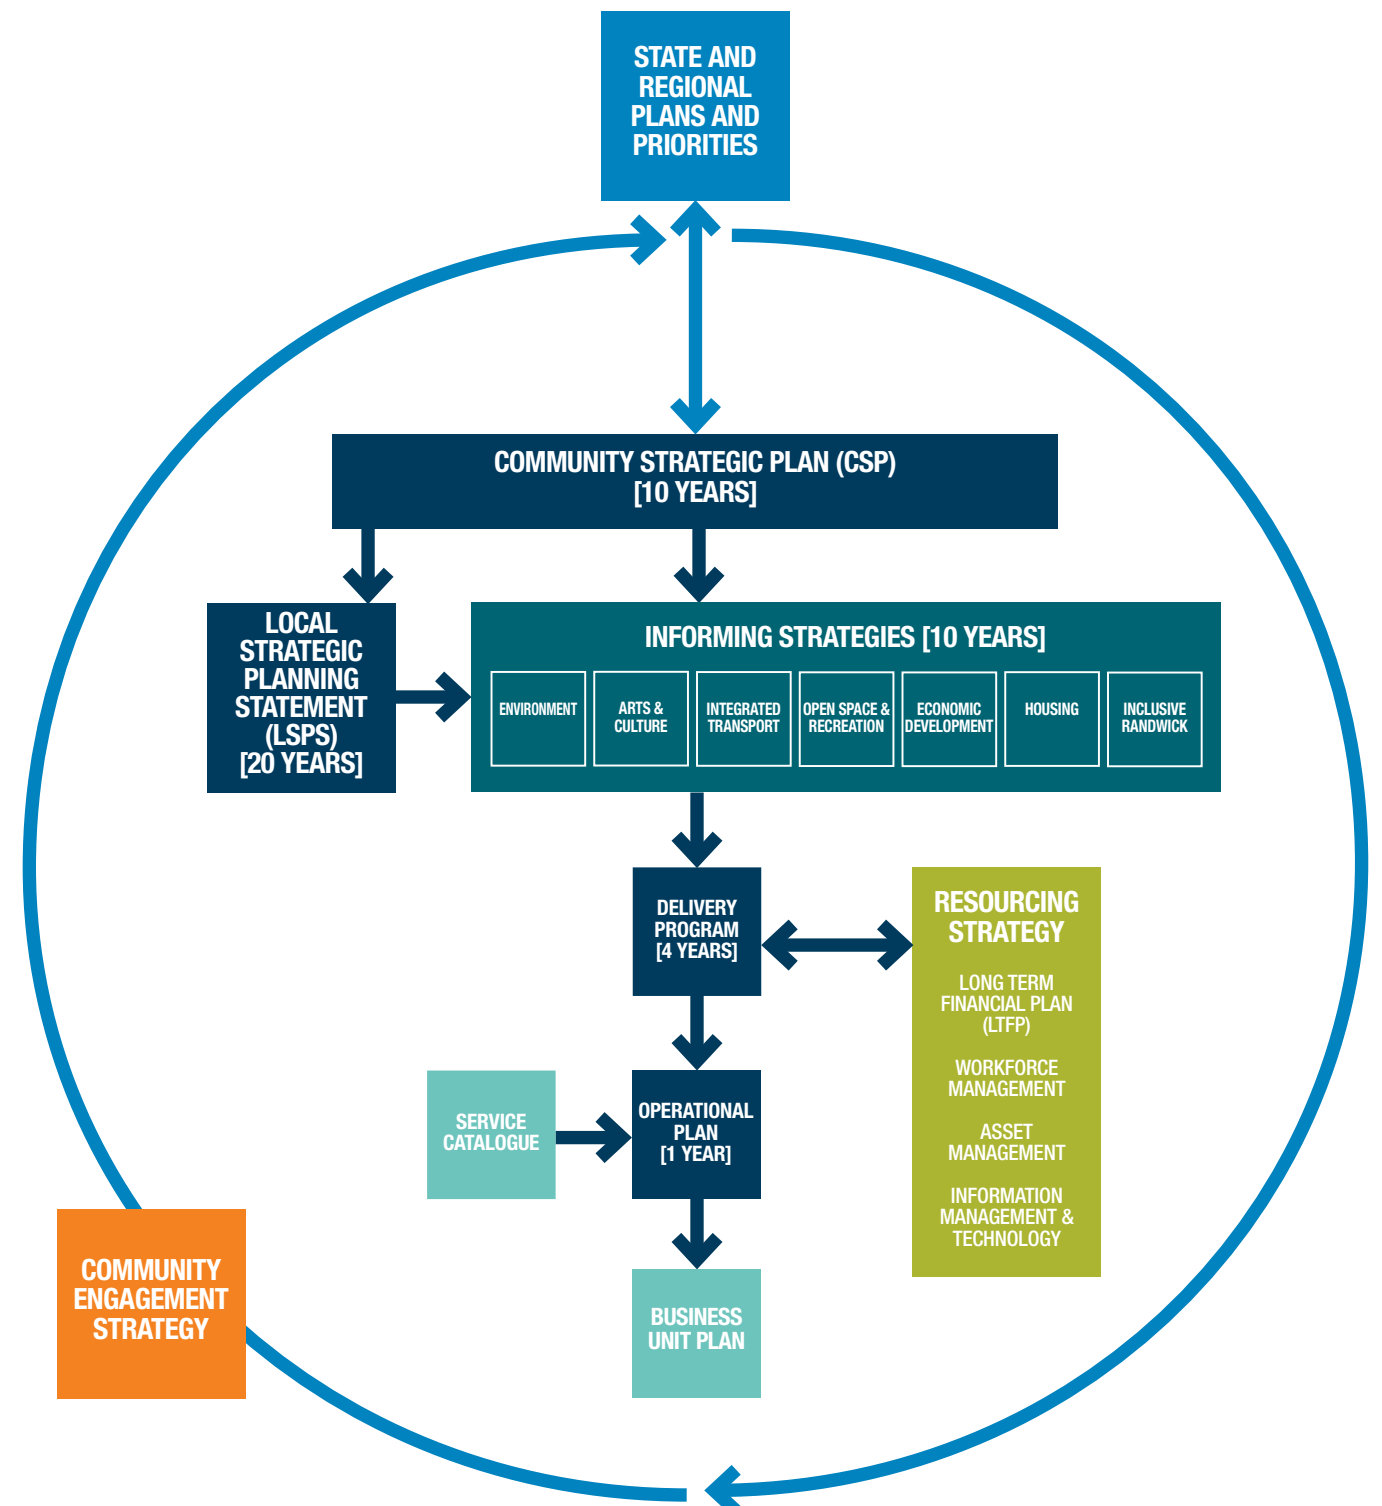 STATE AND
REGIONAL
PLANS AND
PRIORITIES
COMMUNITY STRATEGIC PLAN (CSP)
[10 YEARS]
LOCAL
STRATEGIC
PLANNING
STATEMENT
(LSPS)
[20 YEARS]
INFORMING STRATEGIES [10 YEARS]
ENVIRONMENT
ARTS &
CULTURE
INTEGRATED
TRANSPORT
OPEN SPACE &
RECREATION
ECONOMIC
DEVELOPMENT
HOUSING
INCLUSIVE
RANDWICK
DELIVERY
PROGRAM
[4 YEARS]
RESOURCING
STRATEGY
LONG TERM
FINANCIAL PLAN
(LTFP)
WORKFORCE
MANAGEMENT
ASSET
MANAGEMENT
INFORMATION
MANAGEMENT &
TECHNOLOGY
SERVICE
CATALOGUE
OPERATIONAL
PLAN
[1 YEAR]
COMMUNITY
ENGAGEMENT
STRATEGY
BUSINESS
UNIT PLAN